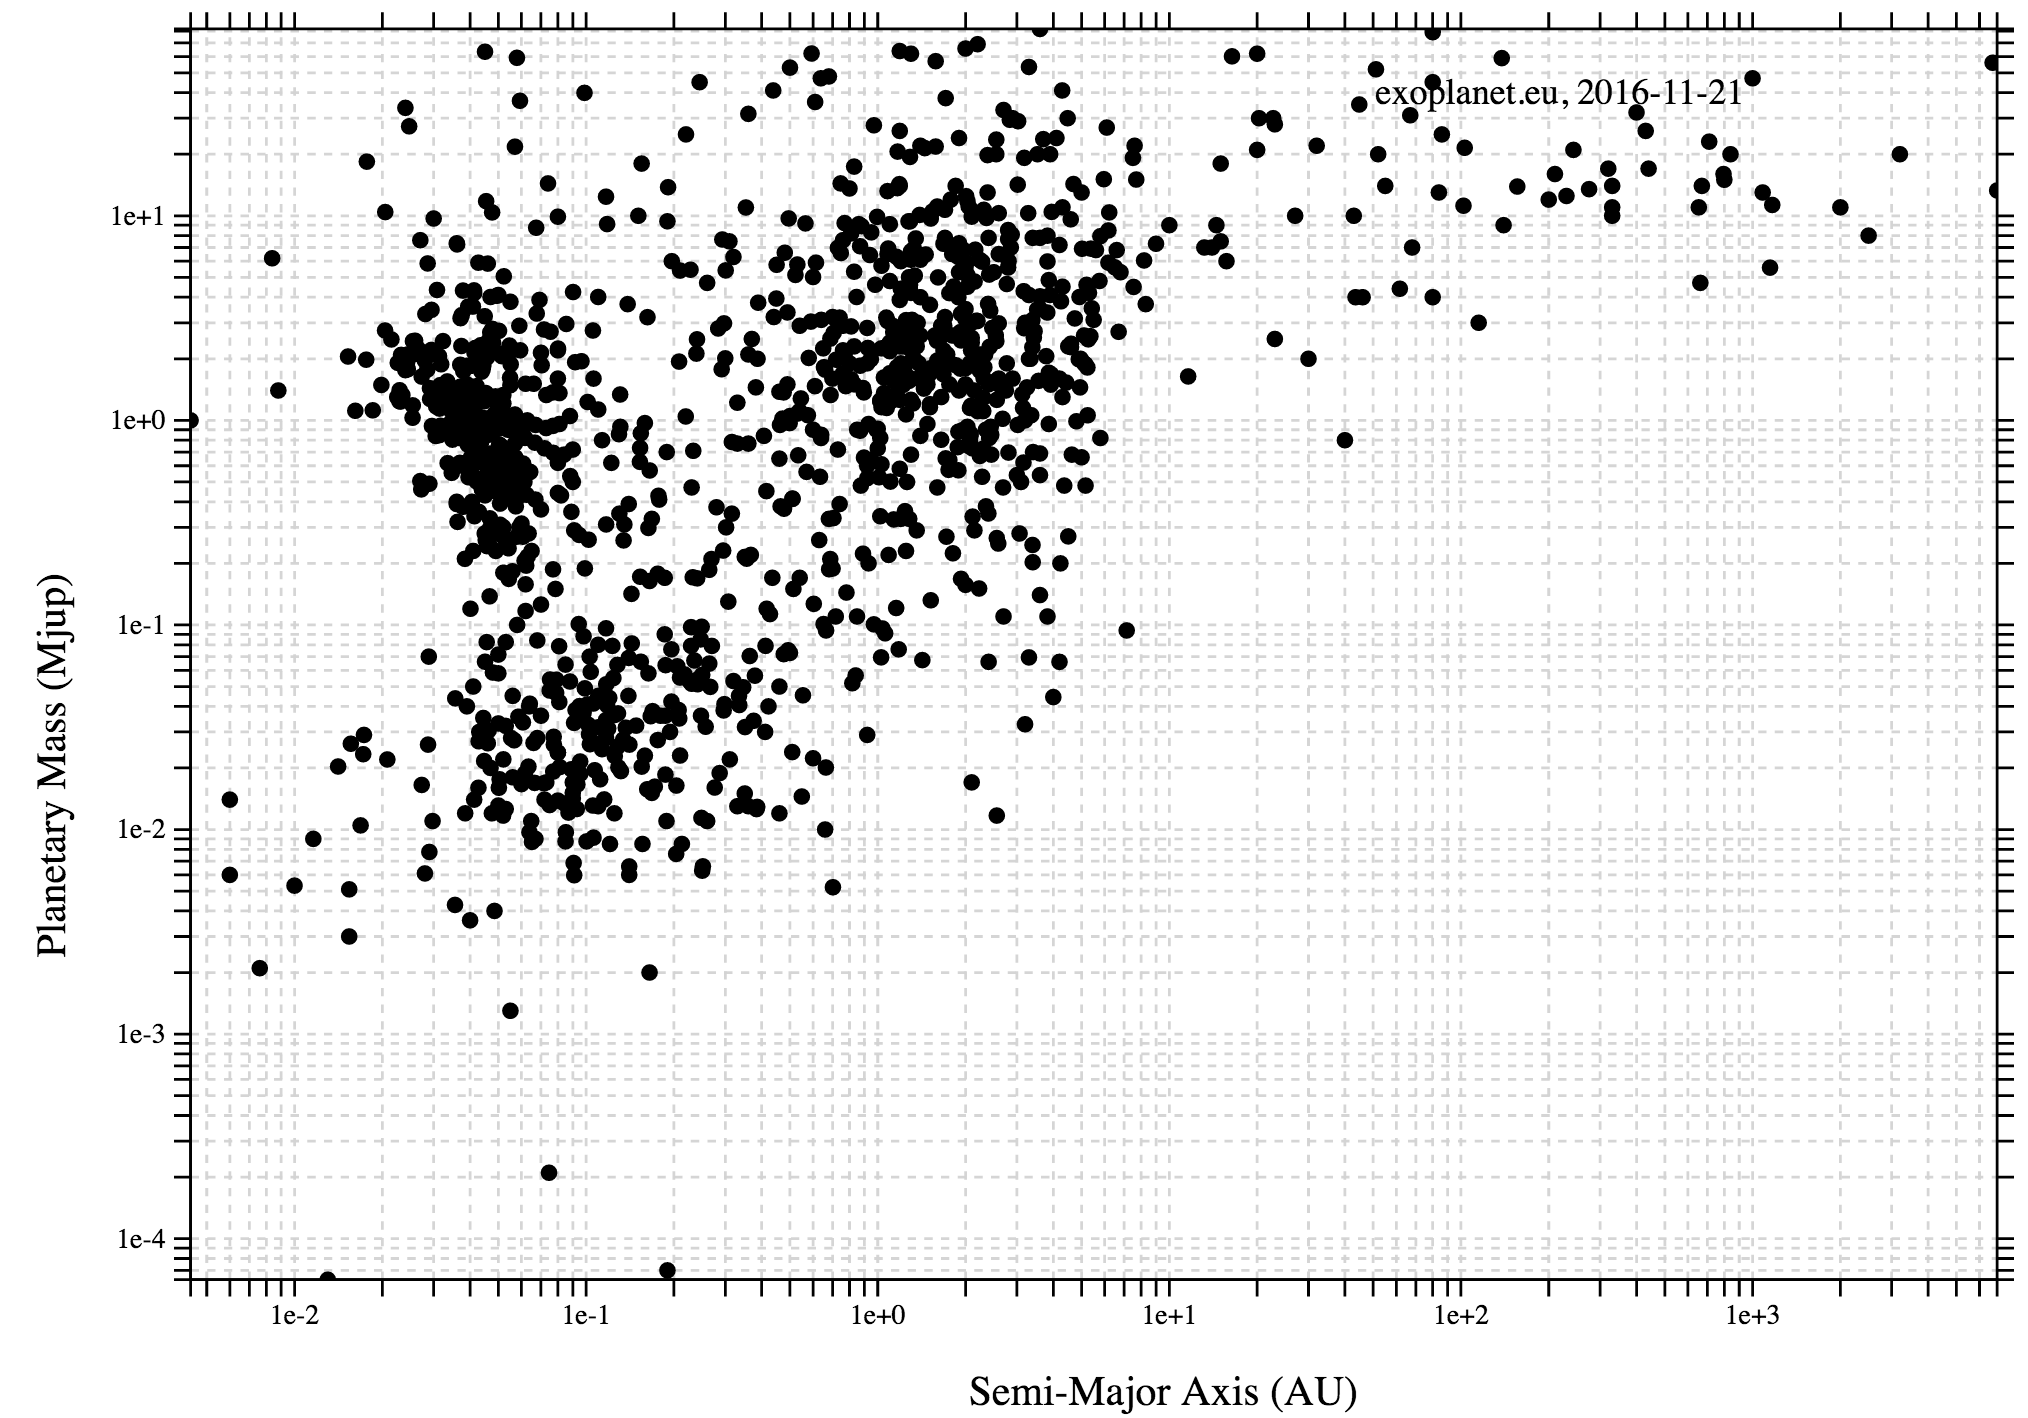 exoplanet.eu, 2016-11-21
Planetary Mass (Mjup)
1e+1
1e+0
1e-1
1e-2
1e-3
1e-4
1e-2 1e-1 1e+0 1e+1 1e+2 1e+3
Semi-Major Axis (AU)